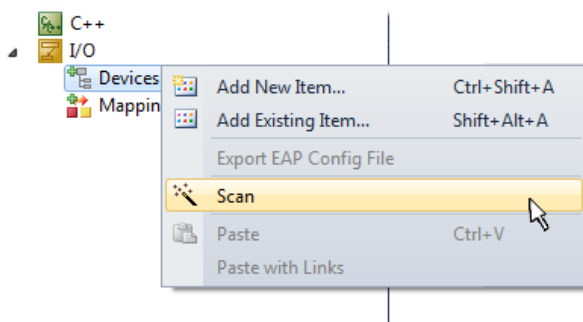 C++
I/O
Devices
Add New Item... Ctrl+Shift+A
Mappin
Add Existing Item... Shift+Alt+A
Export EAP Config File
Scan
Paste Ctrl+V
Paste with Links